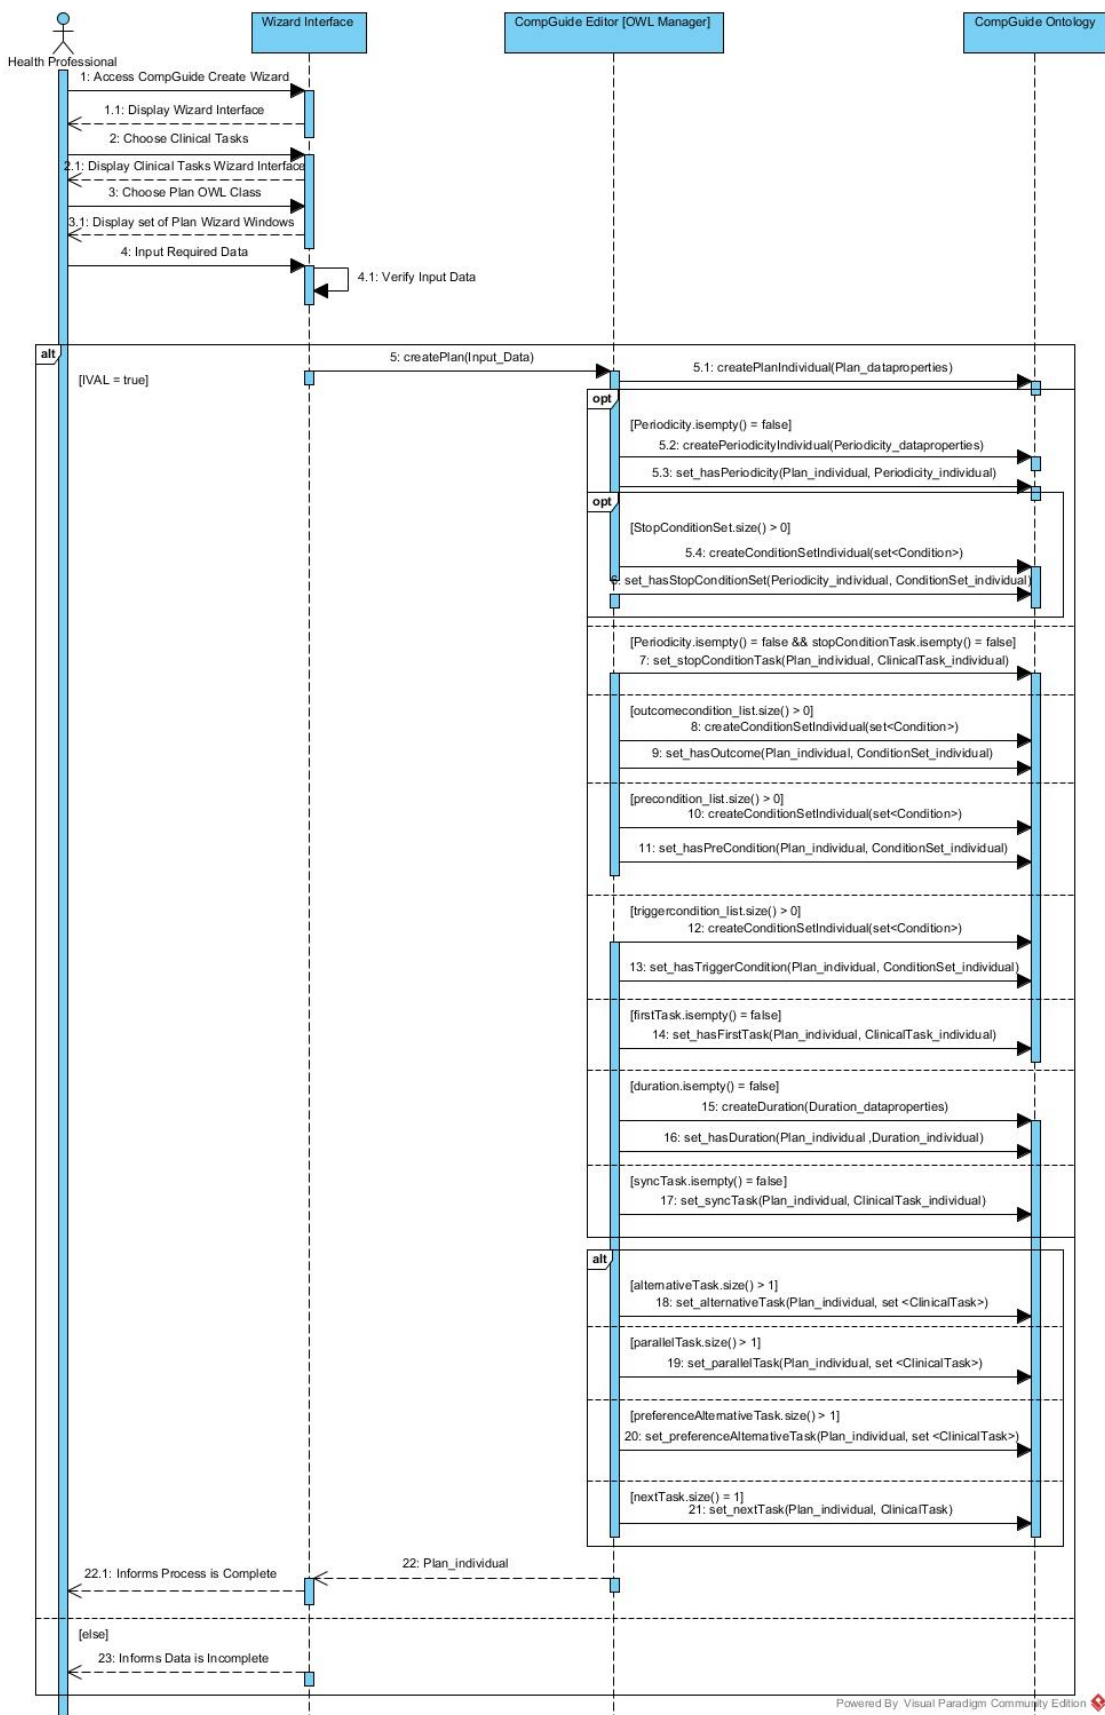 Wizard Interface
CompGuide Editor [OWL Manager]
CompGuide Ontology
Health Professional
1: Access CompGuide Create Wizard
1.1: Display Wizard Interface
2: Choose Clinical Tasks
2.1: Display Clinical Tasks Wizard Interface
3: Choose Plan OWL Class
3.1: Display set of Plan Wizard Windows
4: Input Required Data
4.1: Verify Input Data
alt
5: createPlan(Input_Data)
5.1: createPlanIndividual(Plan_dataproperties)
[IVAL = true]
opt
[Periodicity.isempty() = false]
5.2: createPeriodicityIndividual(Periodicity_dataproperties)
5.3: set_hasPeriodicity(Plan_individual, Periodicity_individual)
opt
[StopConditionSet.size() > 0]
5.4: createConditionSetIndividual(set<Condition>)
6: set_hasStopConditionSet(Periodicity_individual, ConditionSet_individual)
[Periodicity.isempty() = false && stopConditionTask.isempty() = false]
7: set_stopConditionTask(Plan_individual, ClinicalTask_individual)
[outcomecondition_list.size() > 0]
8: createConditionSetIndividual(set<Condition>)
9: set_hasOutcome(Plan_individual, ConditionSet_individual)
[precondition_list.size() > 0]
10: createConditionSetIndividual(set<Condition>)
11: set_hasPreCondition(Plan_individual, ConditionSet_individual)
[triggercondition_list.size() > 0]
12: createConditionSetIndividual(set<Condition>)
13: set_hasTriggerCondition(Plan_individual, ConditionSet_individual)
[firstTask.isempty() = false]
14: set_hasFirstTask(Plan_individual, ClinicalTask_individual)
[duration.isempty() = false]
15: createDuration(Duration_dataproperties)
16: set_hasDuration(Plan_individual ,Duration_individual)
[syncTask.isempty() = false]
17: set_syncTask(Plan_individual, ClinicalTask_individual)
alt
[alternativeTask.size() > 1]
18: set_alternativeTask(Plan_individual, set <ClinicalTask>)
[parallelTask.size() > 1]
19: set_parallelTask(Plan_individual, set <ClinicalTask>)
[preferenceAlternativeTask.size() > 1]
20: set_preferenceAlternativeTask(Plan_individual, set <ClinicalTask>)
[nextTask.size() = 1]
21: set_nextTask(Plan_individual, ClinicalTask)
22: Plan_individual
22.1: Informs Process is Complete
[else]
23: Informs Data is Incomplete
Powered By Visual Paradigm Community Edition